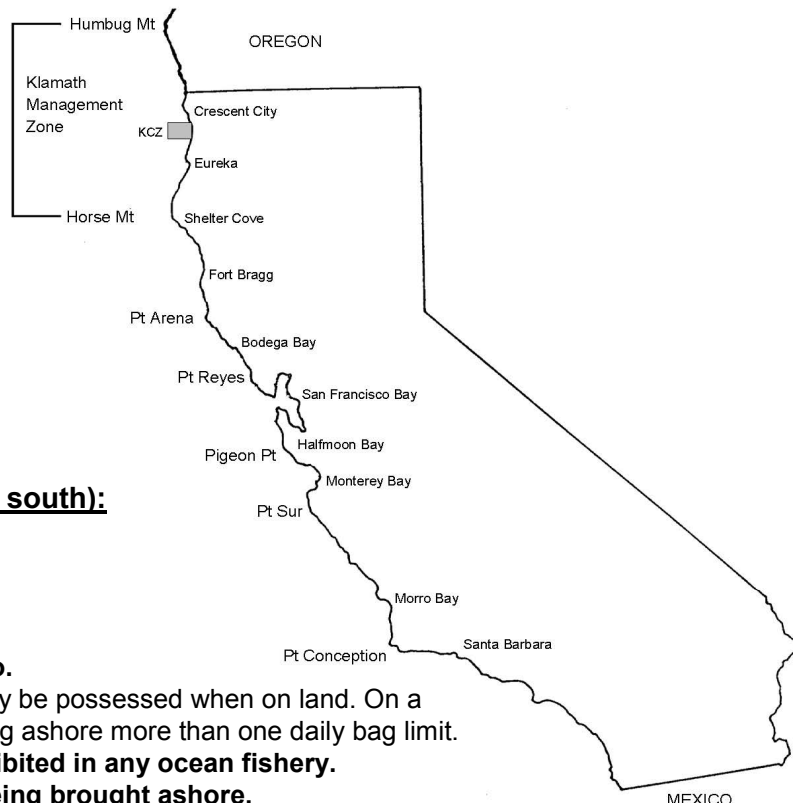 Humbug Mt
OREGON
Klamath
Management
Zone
Crescent City
KCZ
Eureka
Horse Mt
Shelter Cove
Fort Bragg
Pt Arena
Bodega Bay
Pt Reyes
San Francisco Bay
Halfmoon Bay
Pigeon Pt
Monterey Bay
south):
Pt Sur
Morro Bay
Santa Barbara
Pt Conception
be possessed when on land. On a
ashore more than one daily bag limit.
in any ocean fishery.
being brought ashore.
MEXICO